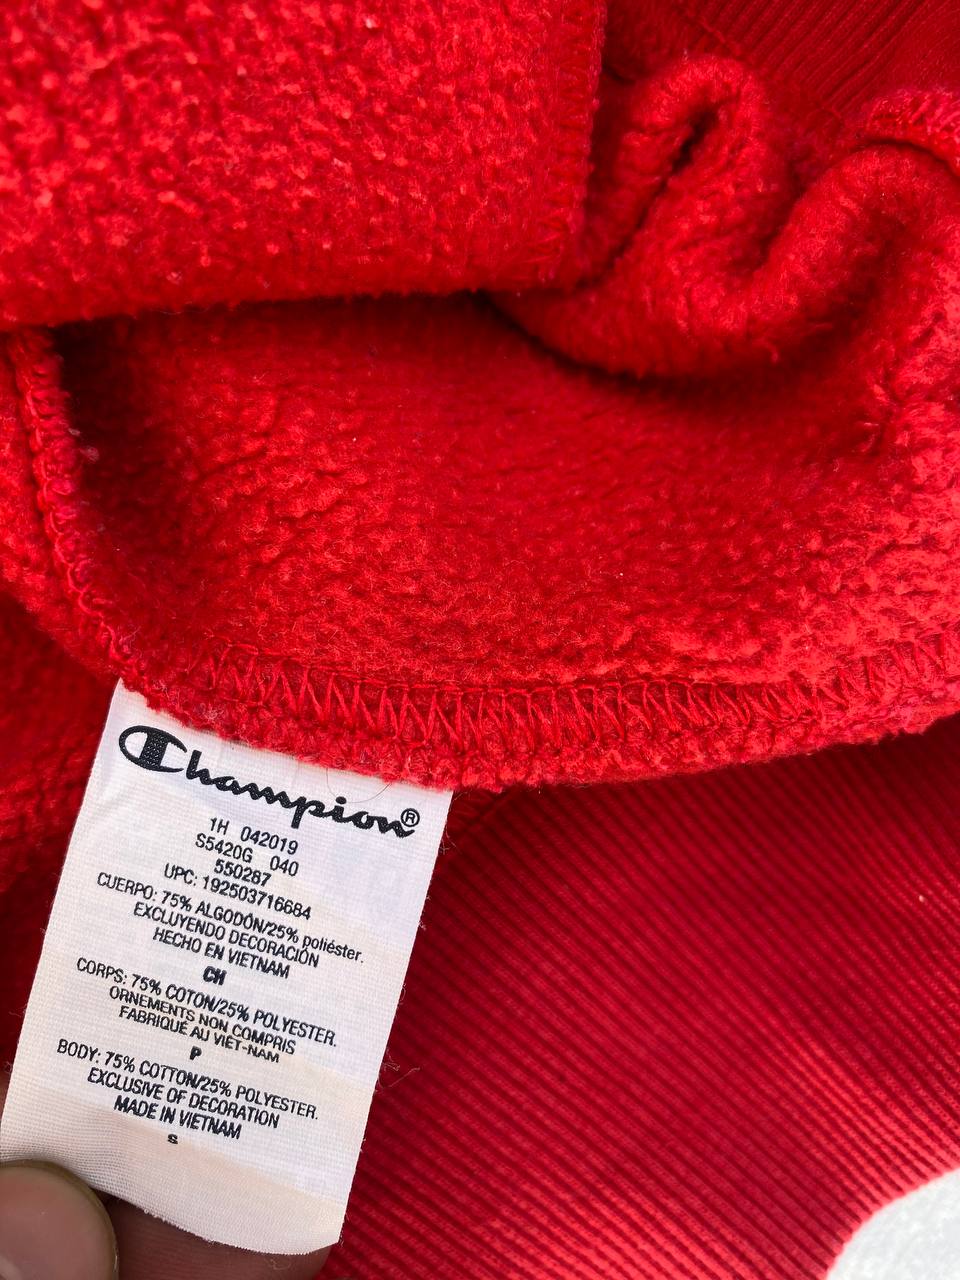 Champion®
1H 042019
S5420G 040
550287
UPC: 192503716684
CUERPO: 75% ALGODÓN/25% poliéster.
EXCLUYENDO DECORACIÓN
HECHO EN VIETNAM
CH
CORPS: 75% COTON/25% POLYESTER.
ORNEMENTS NON COMPRIS
FABRIQUÉ AU VIÊT-NAM
P
BODY: 75% COTTON/25% POLYESTER.
EXCLUSIVE OF DECORATION
MADE IN VIETNAM
S